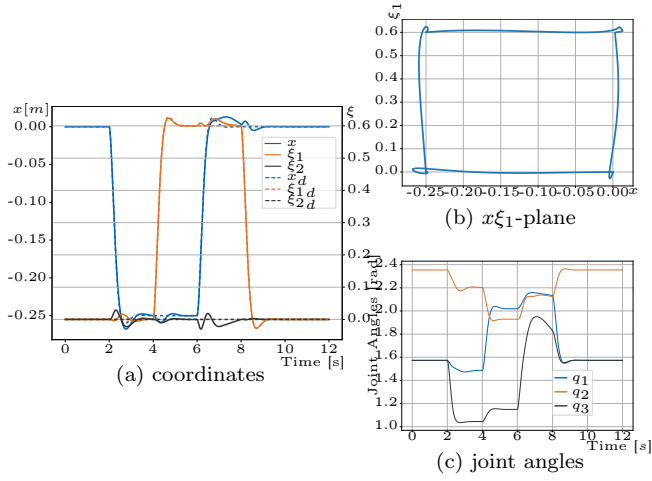 x[m]
ξ
0.00
-0.05
-0.10
-0.15
-0.20
-0.25
0.6
0.5
0.4
0.3
0.2
0.1
0.0
x
ξ1
ξ2
xd
ξ1d
ξ2d
0 2 4 6 8 10 12
Time [s]
(a) coordinates
ξ1
0.6
0.5
0.4
0.3
0.2
0.1
0.0
-0.25 -0.20 -0.15 -0.10 -0.05 0.00 x
(b) xξ1-plane
Joint Angles [rad]
2.4
2.2
2.0
1.8
1.6
1.4
1.2
1.0
q1
q2
q3
0 2 4 6 8 10 12
Time [s]
(c) joint angles